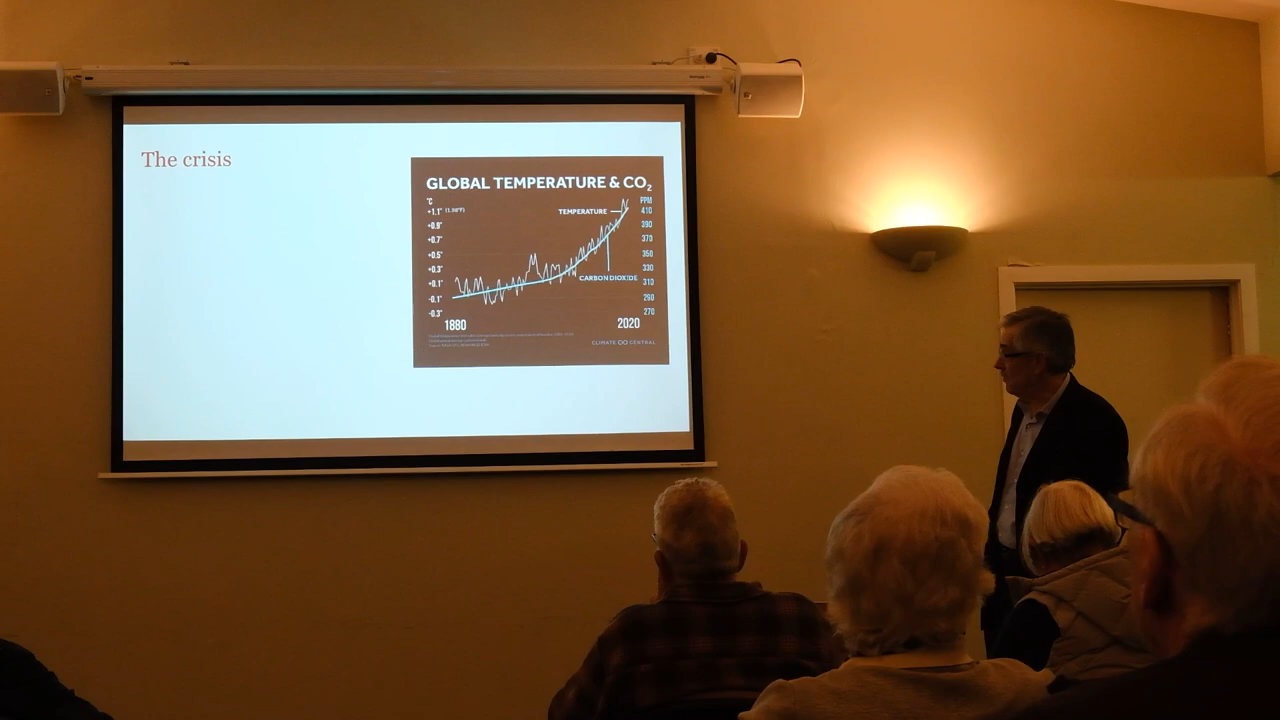 The crisis
GLOBAL TEMPERATURE & CO₂
°C
PPM
+1.1° (1.98°F)
TEMPERATURE
410
+0.9°
390
+0.7°
370
+0.5°
350
+0.3°
330
+0.1°
CARBON DIOXIDE
310
-0.1°
-0.3°
270
1880
2020
CLIMATE CENTRAL